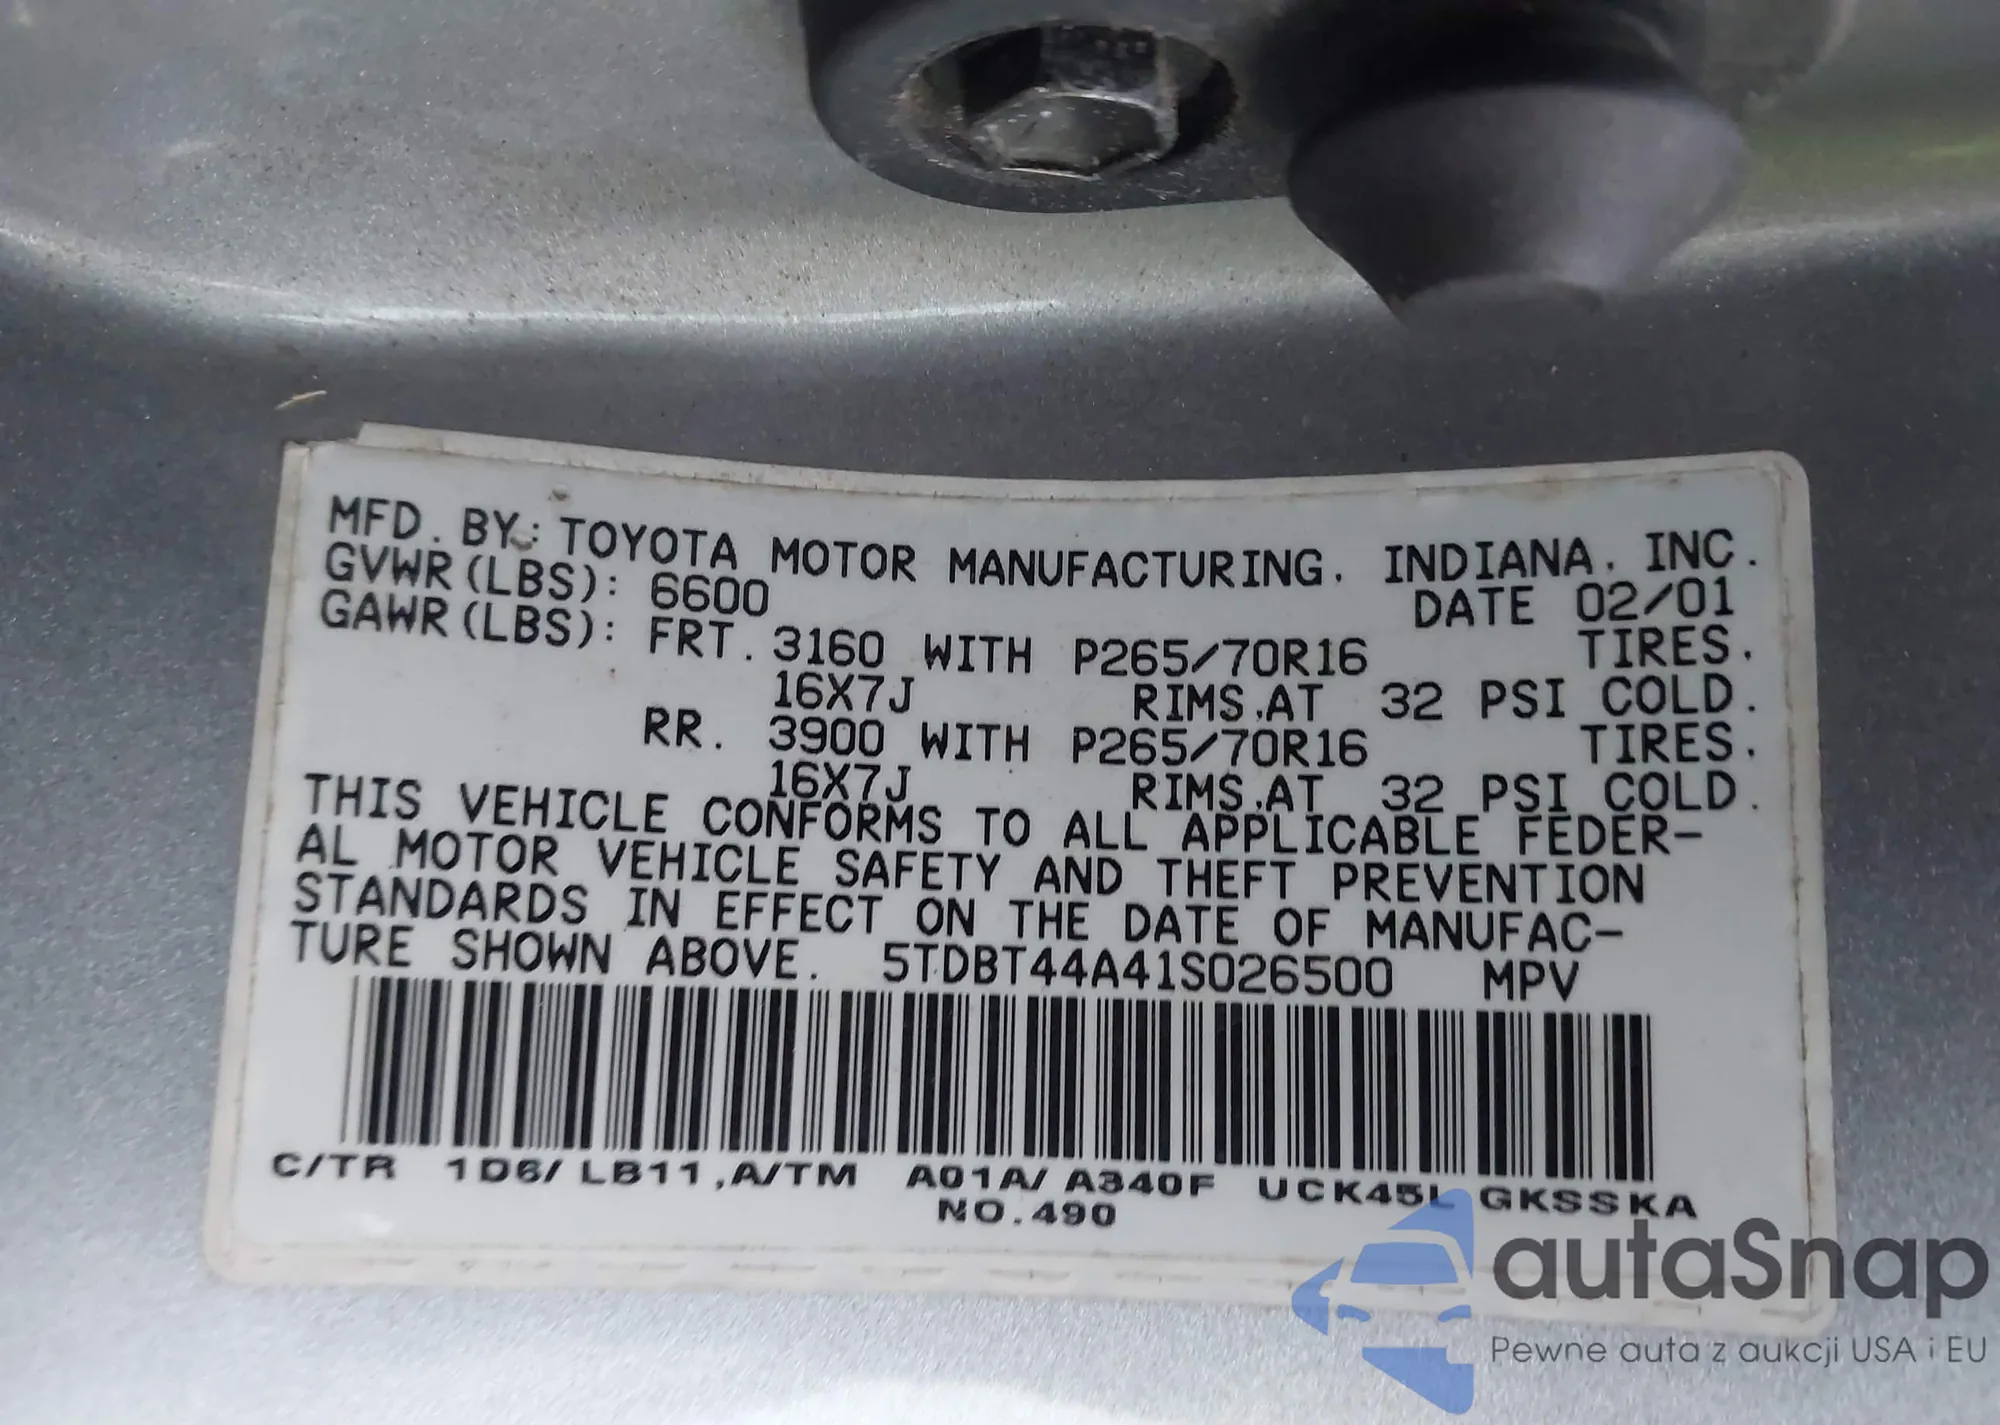 MFD. BY: TOYOTA MOTOR MANUFACTURING, INDIANA, INC.
GVWR(LBS): 6600 DATE 02/01
GAWR(LBS): FRT. 3160 WITH P265/70R16 TIRES.
16X7J RIMS,AT 32 PSI COLD.
RR. 3900 WITH P265/70R16 TIRES.
16X7J RIMS,AT 32 PSI COLD.
THIS VEHICLE CONFORMS TO ALL APPLICABLE FEDER-
AL MOTOR VEHICLE SAFETY AND THEFT PREVENTION
STANDARDS IN EFFECT ON THE DATE OF MANUFAC-
TURE SHOWN ABOVE. 5TDBT44A41S026500 MPV
C/TR 1D6/LB11,A/TM A01A/A340F UCK45L GKSSKA
NO.490
autaSnap
Pewne auta z aukcji USA i EU